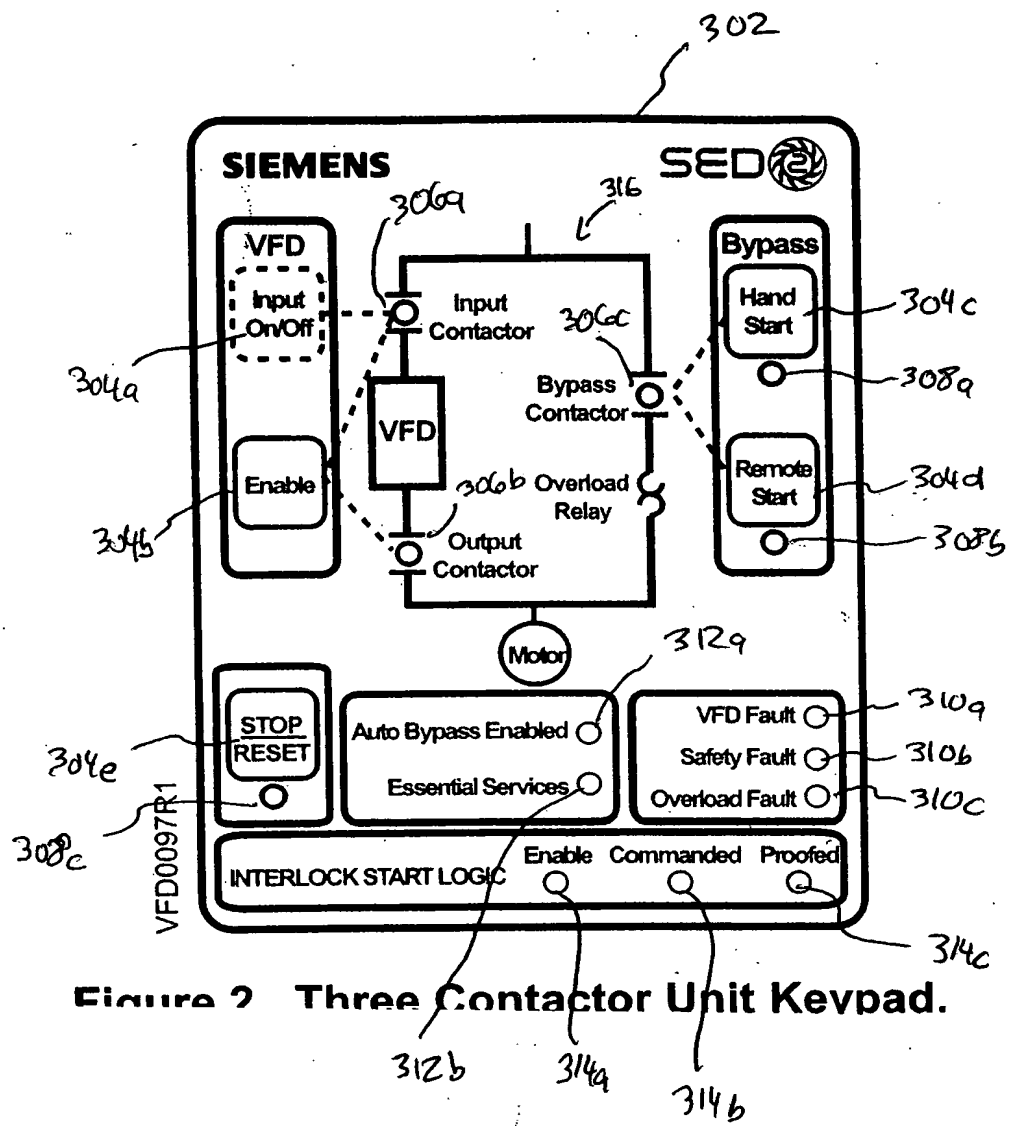 302
SIEMENS
SED2
306a
316
VFD
Input
On/Off
304a
Enable
304b
Input
Contactor
VFD
306b
Output
Contactor
306c
Bypass
Contactor
Overload
Relay
Bypass
Hand
Start
304c
308a
Remote
Start
304d
308b
Motor
312a
STOP
RESET
304e
308c
Auto Bypass Enabled
Essential Services
VFD Fault
310a
Safety Fault
310b
Overload Fault
310c
INTERLOCK START LOGIC
Enable
Commanded
Proofed
VFD0097R1
314c
Figure 2 Three Contactor Unit Keypad.
312b
314a
314b